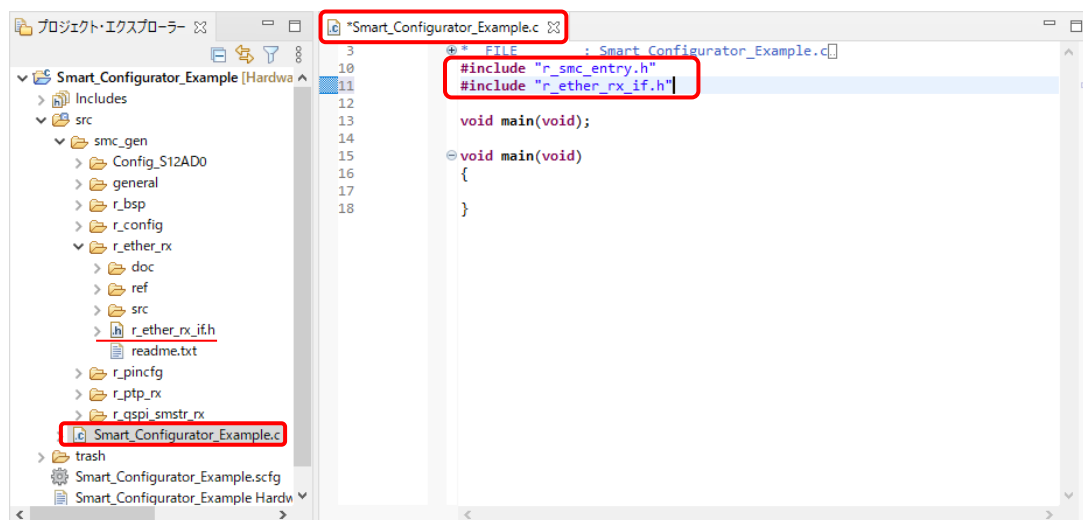 プロジェクト・エクスプローラー
Smart_Configurator_Example [Hardwa
Includes
src
smc_gen
Config_S12AD0
general
r_bsp
r_config
r_ether_rx
doc
ref
src
r_ether_rx_if.h
readme.txt
r_pincfg
r_ptp_rx
r_qspi_smstr_rx
Smart_Configurator_Example.c
trash
Smart_Configurator_Example.scfg
Smart_Configurator_Example Hardw
*Smart_Configurator_Example.c
3 * FILE : Smart_Configurator_Example.c
10 #include "r_smc_entry.h"
11 #include "r_ether_rx_if.h"
12
13 void main(void);
14
15 void main(void)
16 {
17
18 }